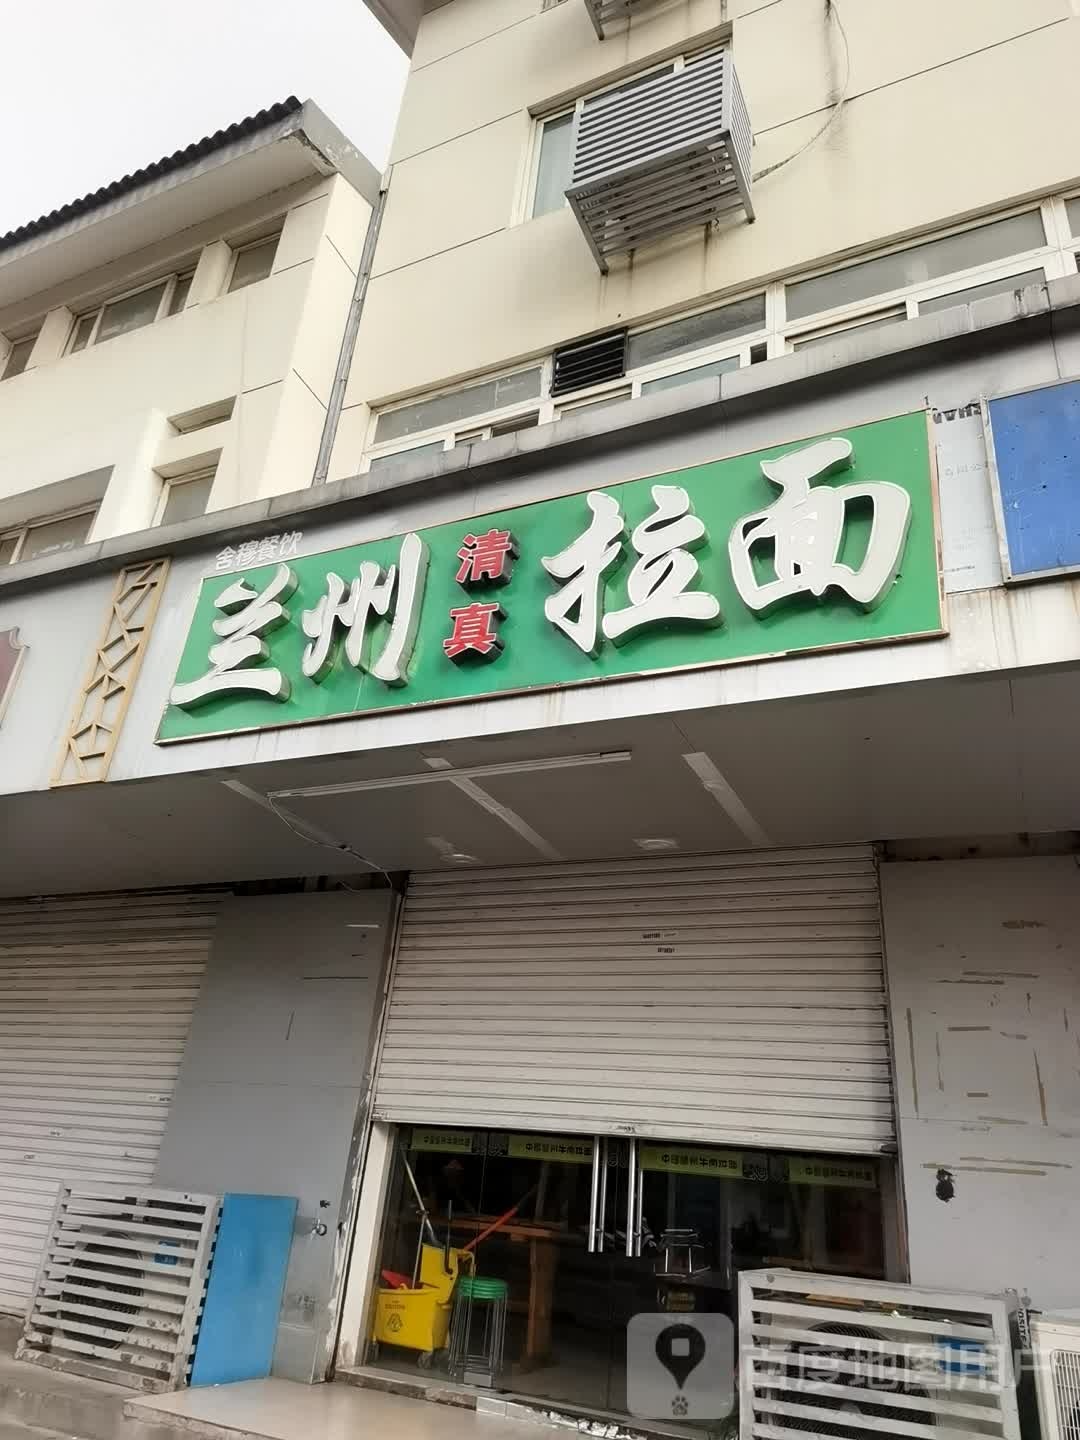 舍穆餐饮
兰州清真拉面
百度地图用户